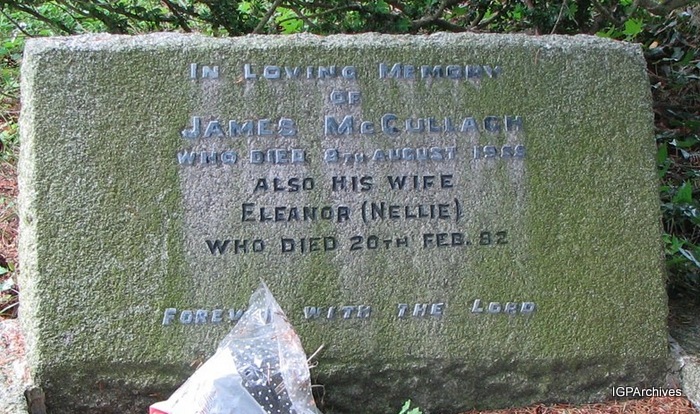 In Loving Memory
of
James McCullagh
who died 8th August
also his wife
Eleanor (Nellie)
who died 20th Feb. 82
with the Lord
IGPArchives